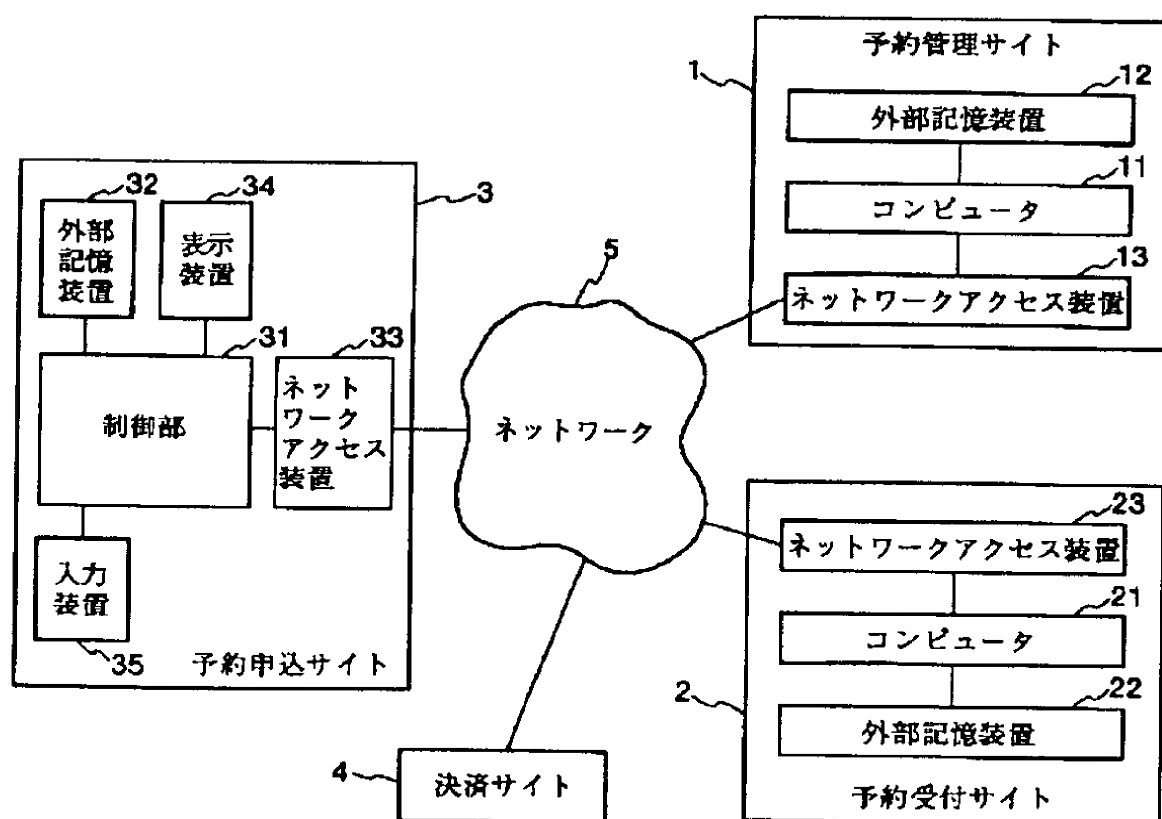 予約管理サイト
1
12
外部記憶装置
11
コンピュータ
13
ネットワークアクセス装置
3
32
外部
記憶
装置
34
表示
装置
31
制御部
33
ネット
ワーク
アクセス
装置
入力
装置
35
予約申込サイト
5
ネットワーク
4
決済サイト
2
23
ネットワークアクセス装置
21
コンピュータ
22
外部記憶装置
予約受付サイト